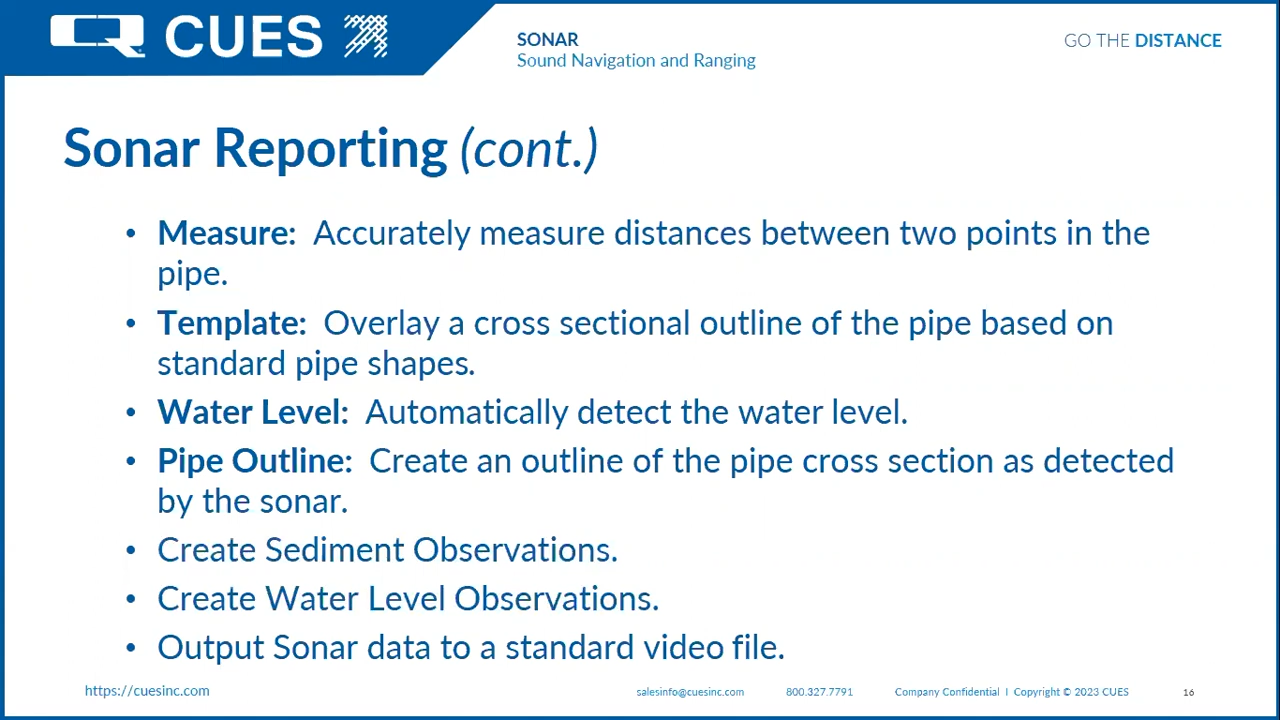 CUES
SONAR
Sound Navigation and Ranging
GO THE DISTANCE
Sonar Reporting (cont.)
• Measure: Accurately measure distances between two points in the
pipe.
• Template: Overlay a cross sectional outline of the pipe based on
standard pipe shapes.
• Water Level: Automatically detect the water level.
• Pipe Outline: Create an outline of the pipe cross section as detected
by the sonar.
• Create Sediment Observations.
• Create Water Level Observations.
• Output Sonar data to a standard video file.
https://cuesinc.com
salesinfo@cuesinc.com 800.327.7791 Company Confidential I Copyright © 2023 CUES 16